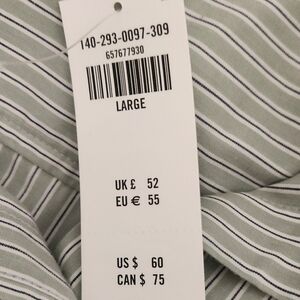 140-293-0097-309
657677930
LARGE
UK £ 52
EU € 55
US $ 60
CAN $ 75